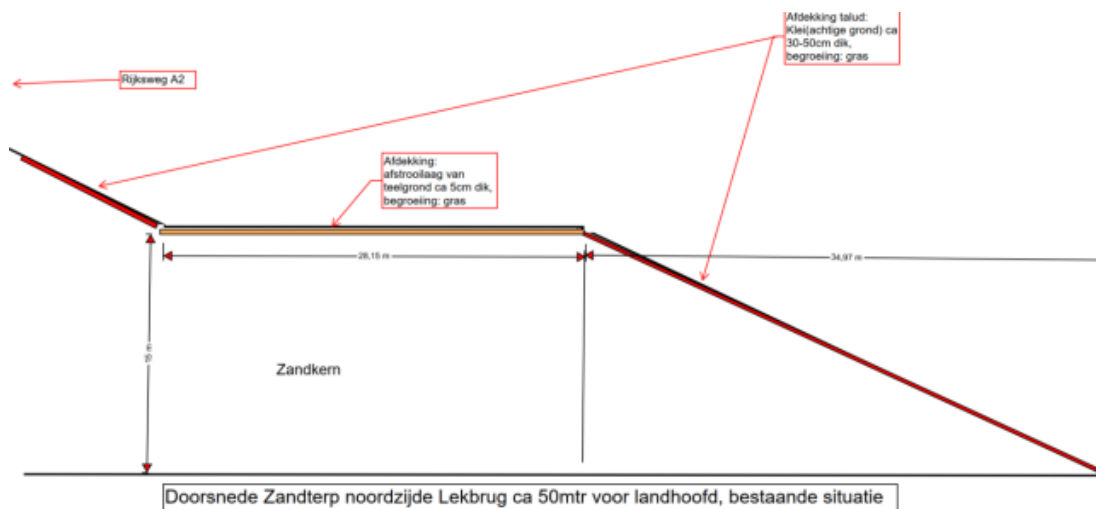 Afdekking talud:
Klei(achtige grond) ca
30-50cm dik,
begroeiing: gras
Rijksweg A2
Afdekking:
afstrooilaag van
teelgrond ca 5cm dik,
begroeiing: gras
28,15 m
34,97 m
15 m
Zandkern
Doorsnede Zandterp noordzijde Lekbrug ca 50mtr voor landhoofd, bestaande situatie